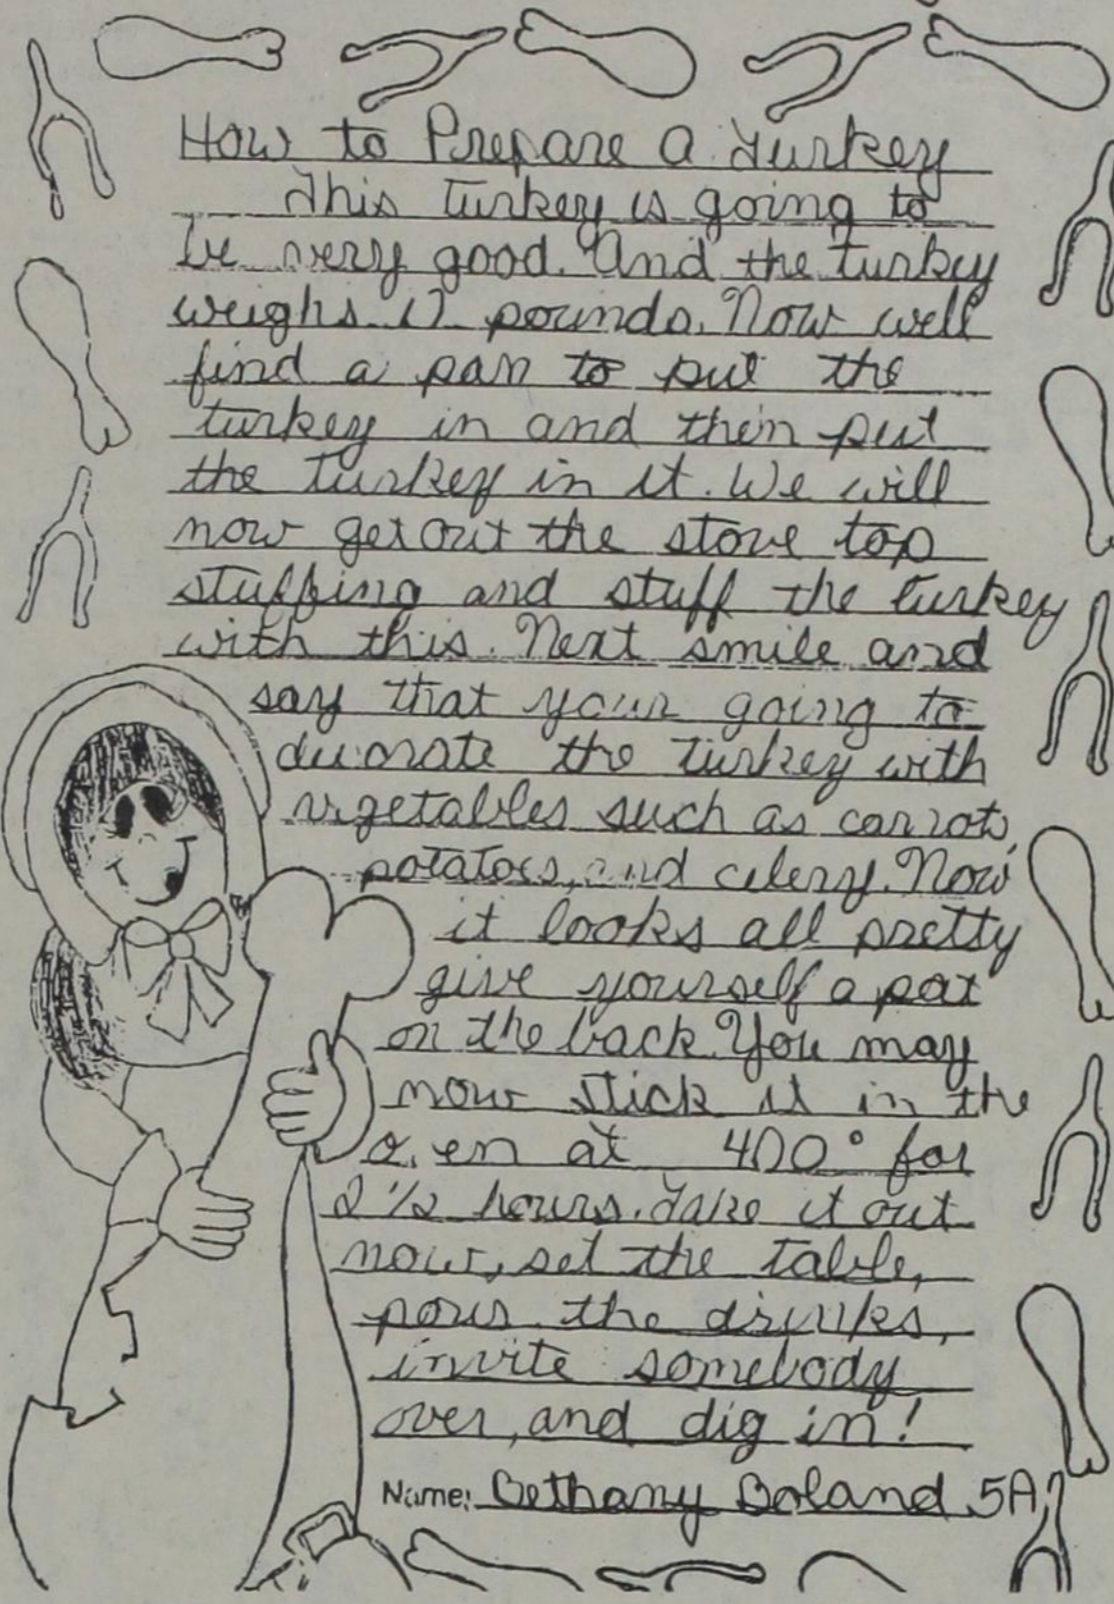 How to Prepare A Turkey
This turkey is going to
be very good. And the turkey
weighs pounds. Now well
find a pan to put the
turkey in and then put
the turkey in it. We will
now get out the stove top
stuffing and stuff the turkey
with this. Next smile and
say that your going to
decorate the turkey with
vegetables such as carrots,
potatoes, and celery. Now
it looks all pretty
give yourself a pat
on the back. You may
now stick it in the
oven at 400° for
2 1/2 hours. Take it out
now, set the table,
pour the drinks,
invite somebody
over, and dig in!
Name: Bethany Boland 5A